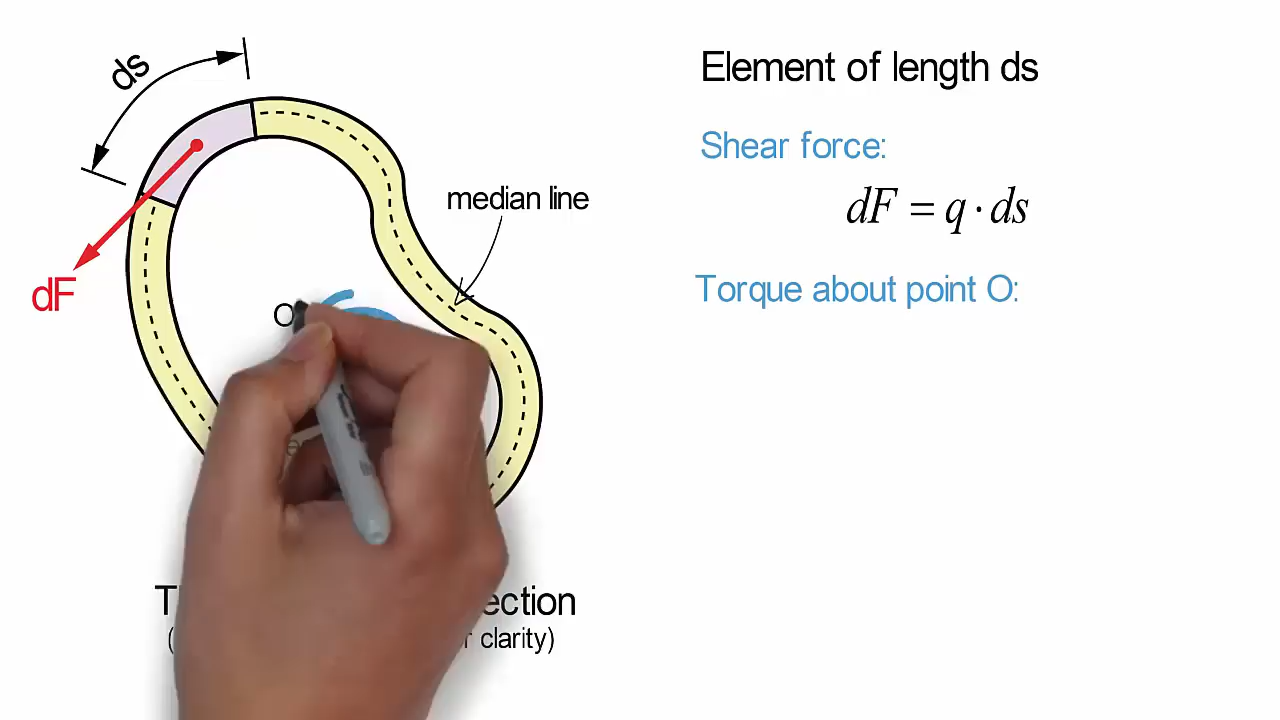 ds
Element of length ds
Shear force:
median line
dF = q · ds
dF
Torque about point O:
O
ection
clarity)